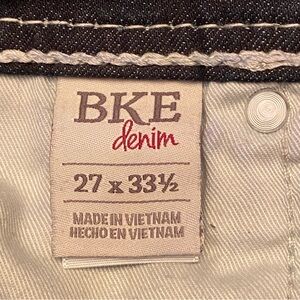 BKE
denim
27 x 33½
MADE IN VIETNAM
HECHO EN VIETNAM